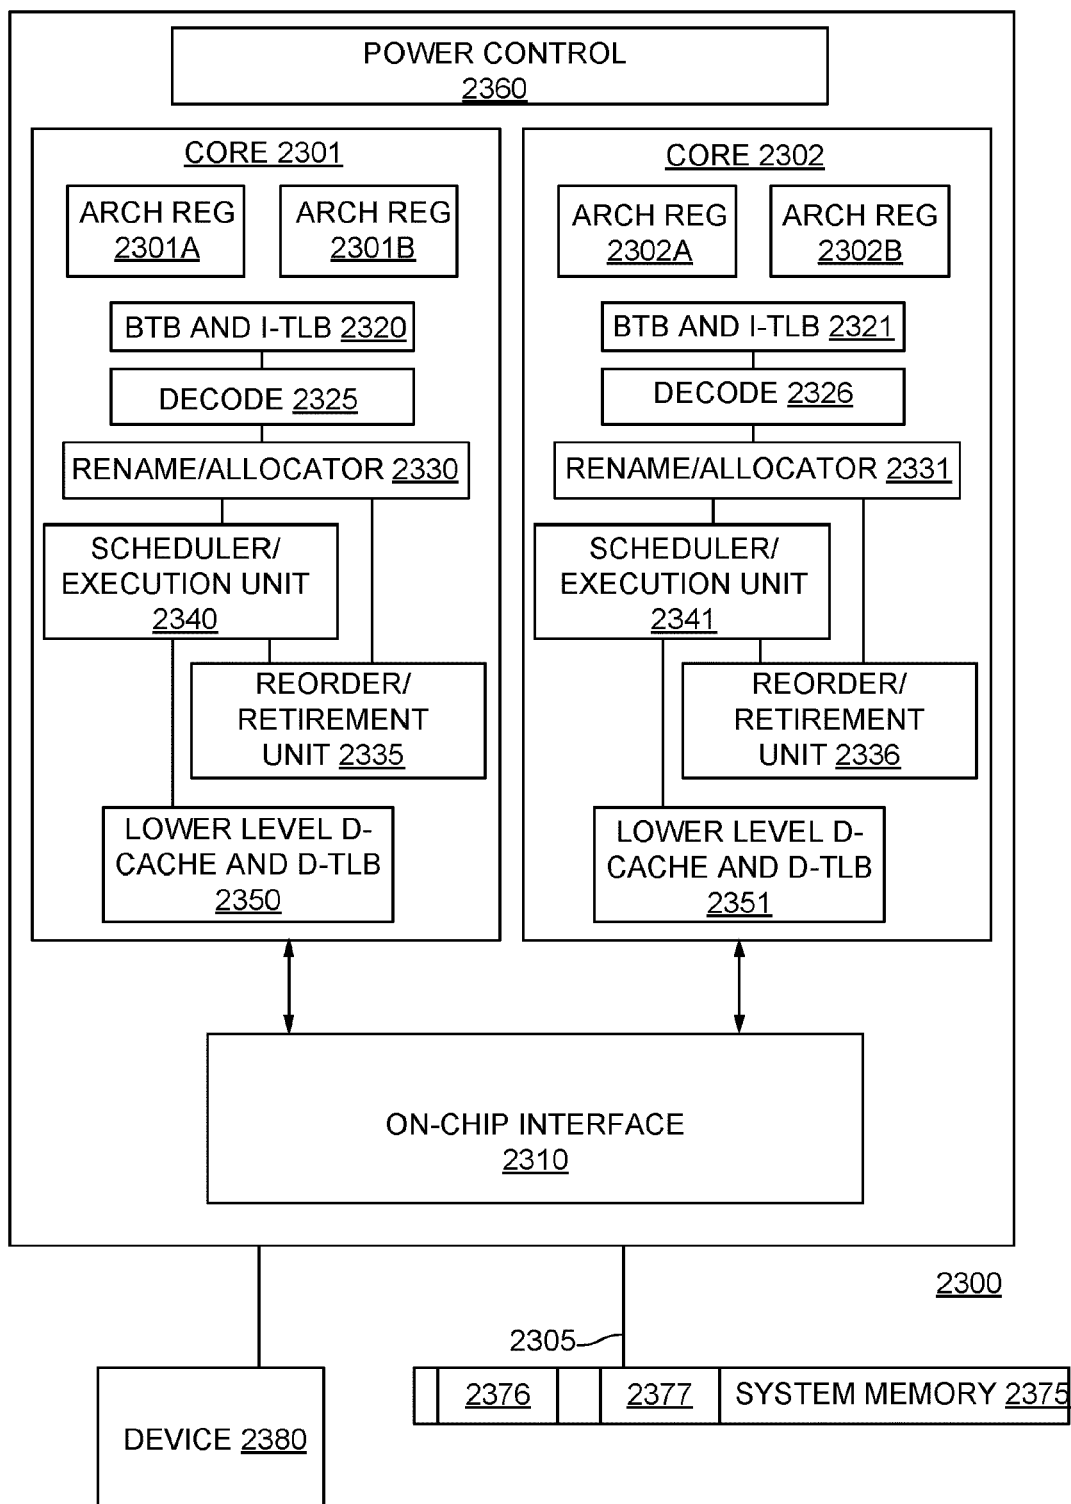 POWER CONTROL
2360
CORE 2301
ARCH REG
2301A
ARCH REG
2301B
BTB AND I-TLB 2320
DECODE 2325
RENAME/ALLOCATOR 2330
SCHEDULER/
EXECUTION UNIT
2340
REORDER/
RETIREMENT
UNIT 2335
LOWER LEVEL D-
CACHE AND D-TLB
2350
CORE 2302
ARCH REG
2302A
ARCH REG
2302B
BTB AND I-TLB 2321
DECODE 2326
RENAME/ALLOCATOR 2331
SCHEDULER/
EXECUTION UNIT
2341
REORDER/
RETIREMENT
UNIT 2336
LOWER LEVEL D-
CACHE AND D-TLB
2351
ON-CHIP INTERFACE
2310
2300
2305
2376
2377
SYSTEM MEMORY 2375
DEVICE 2380